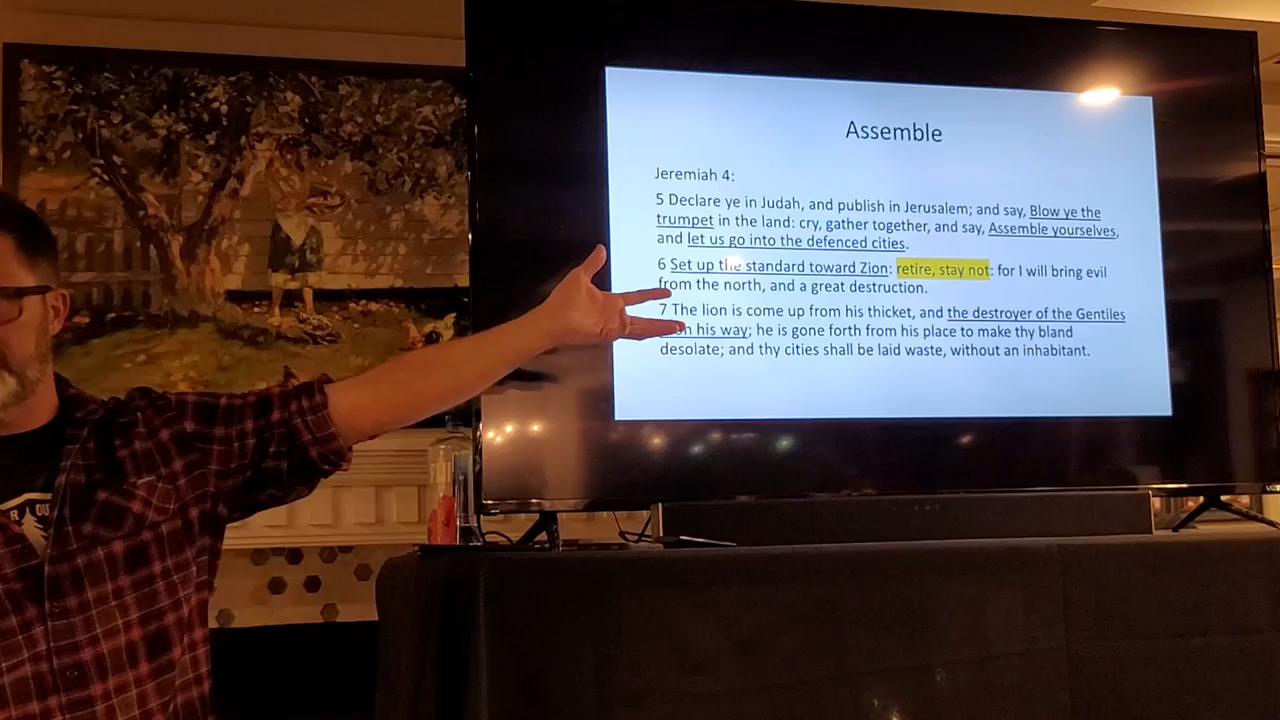 Assemble
Jeremiah 4:
5 Declare ye in Judah, and publish in Jerusalem; and say, Blow ye the
trumpet in the land: cry, gather together, and say, Assemble yourselves,
and let us go into the defenced cities.
6 Set up the standard toward Zion: retire, stay not: for I will bring evil
from the north, and a great destruction.
7 The lion is come up from his thicket, and the destroyer of the Gentiles
his way; he is gone forth from his place to make thy bland
desolate; and thy cities shall be laid waste, without an inhabitant.